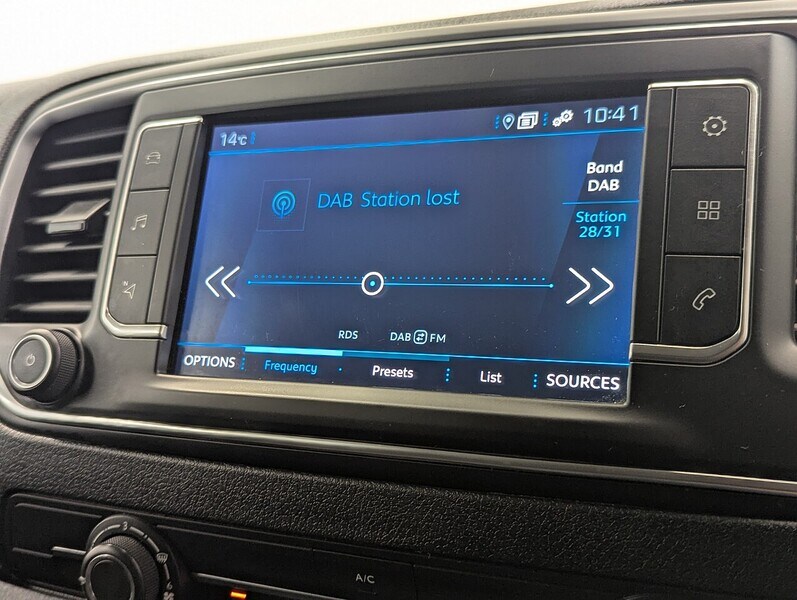 14°C
10:41
DAB Station lost
Band
DAB
Station
28/31
RDS
DAB FM
OPTIONS
Frequency
Presets
List
SOURCES
N
3
A/C